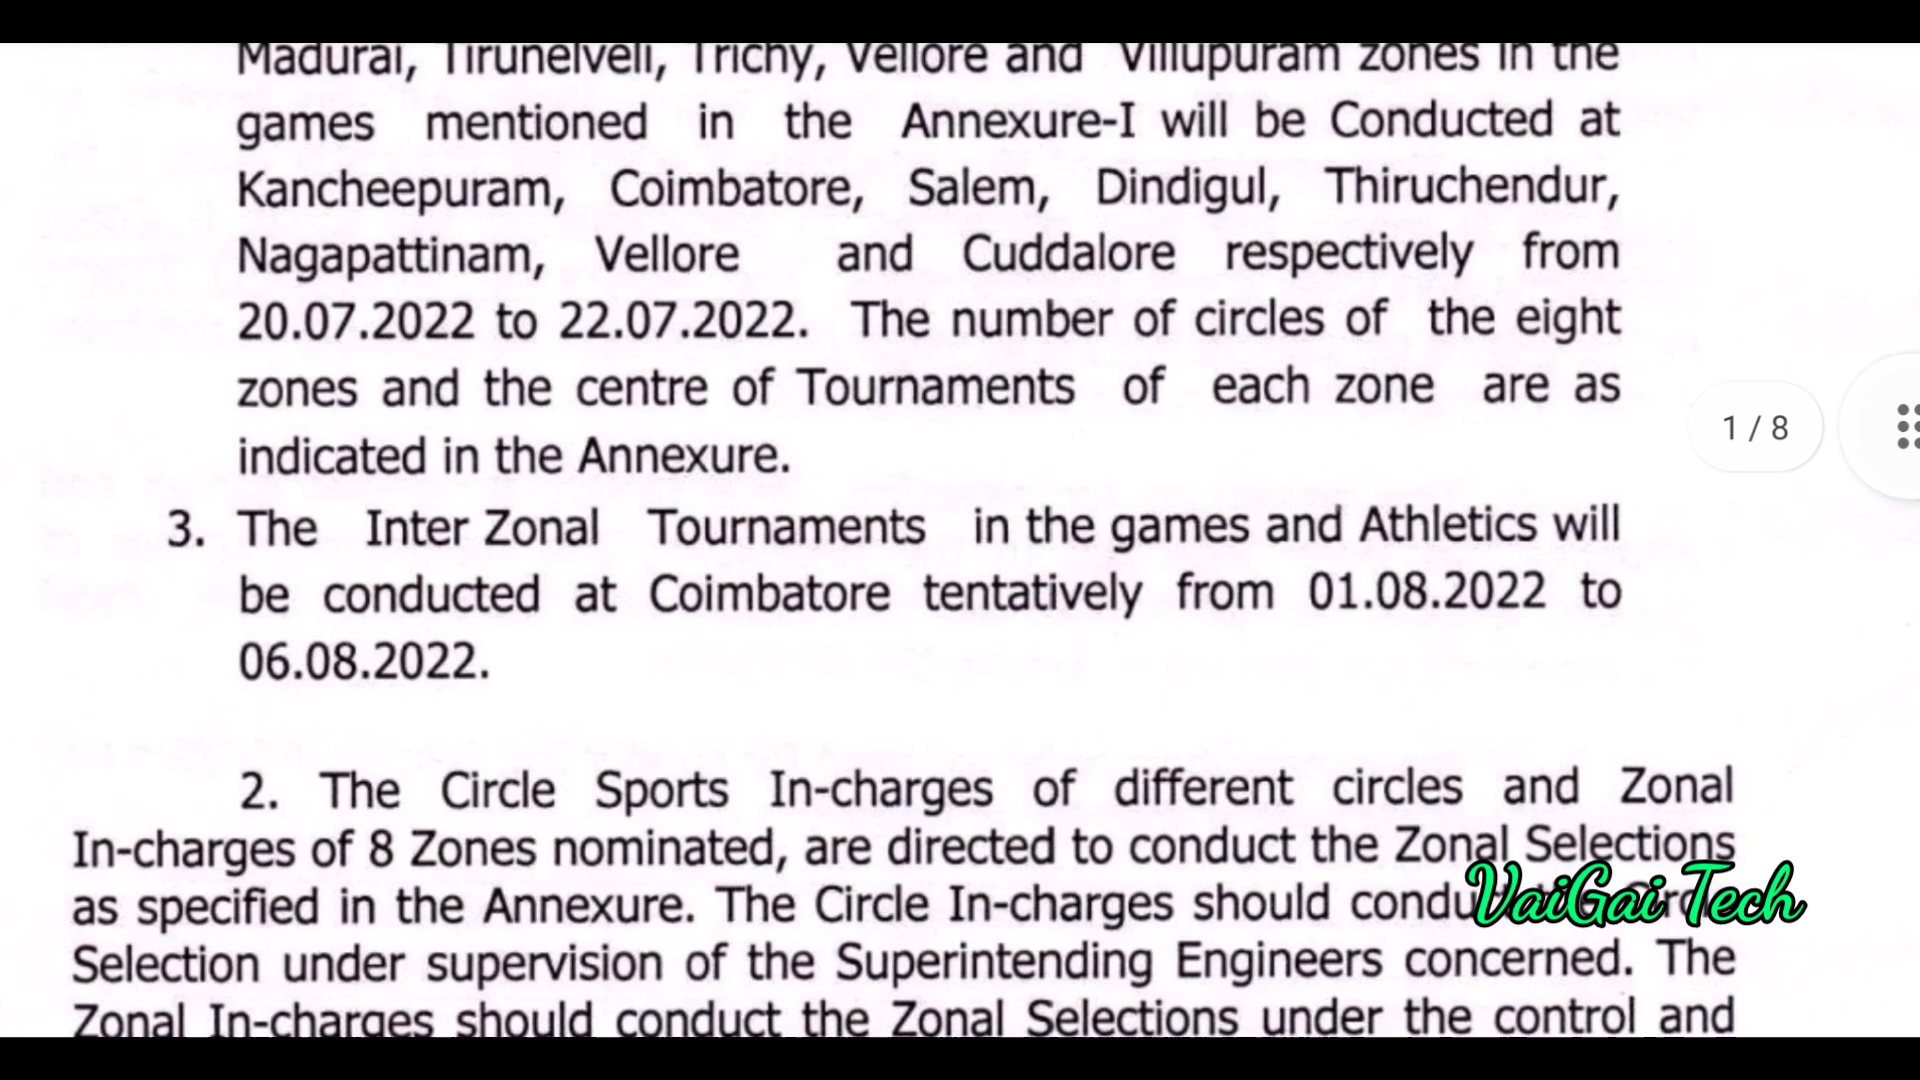 Madurai, Tirunelveli, Trichy, Vellore and Villupuram zones in the
games mentioned in the Annexure-I will be Conducted at
Kancheepuram, Coimbatore, Salem, Dindigul, Thiruchendur,
Nagapattinam, Vellore and Cuddalore respectively from
20.07.2022 to 22.07.2022. The number of circles of the eight
zones and the centre of Tournaments of each zone are as
indicated in the Annexure.
1 / 8
3. The Inter Zonal Tournaments in the games and Athletics will
be conducted at Coimbatore tentatively from 01.08.2022 to
06.08.2022.
2. The Circle Sports In-charges of different circles and Zonal
In-charges of 8 Zones nominated, are directed to conduct the Zonal Selections
as specified in the Annexure. The Circle In-charges should
VaiGai Tech
Selection under supervision of the Superintending Engineers concerned. The
Zonal In-charges should conduct the Zonal Selections under the control and